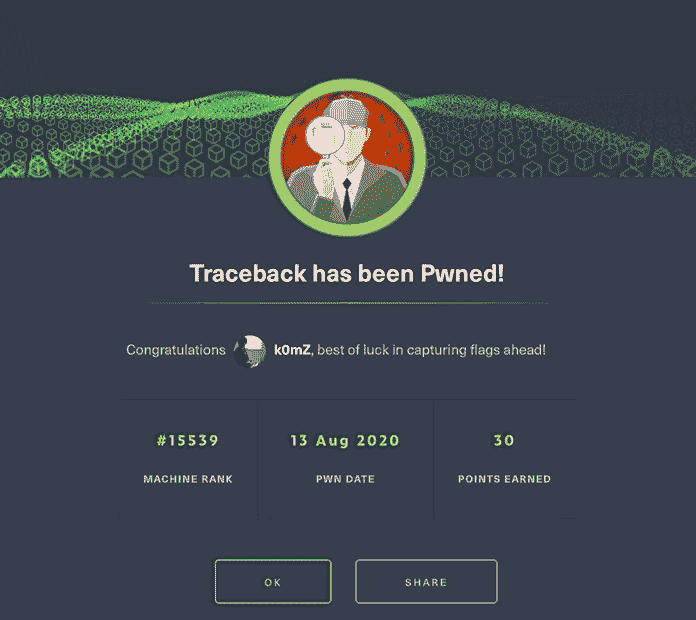 Traceback has been Pwned!
Congratulations k0mZ, best of luck in capturing flags ahead!
#15539 13 Aug 2020 30
MACHINE RANK PWN DATE POINTS EARNED
OK SHARE